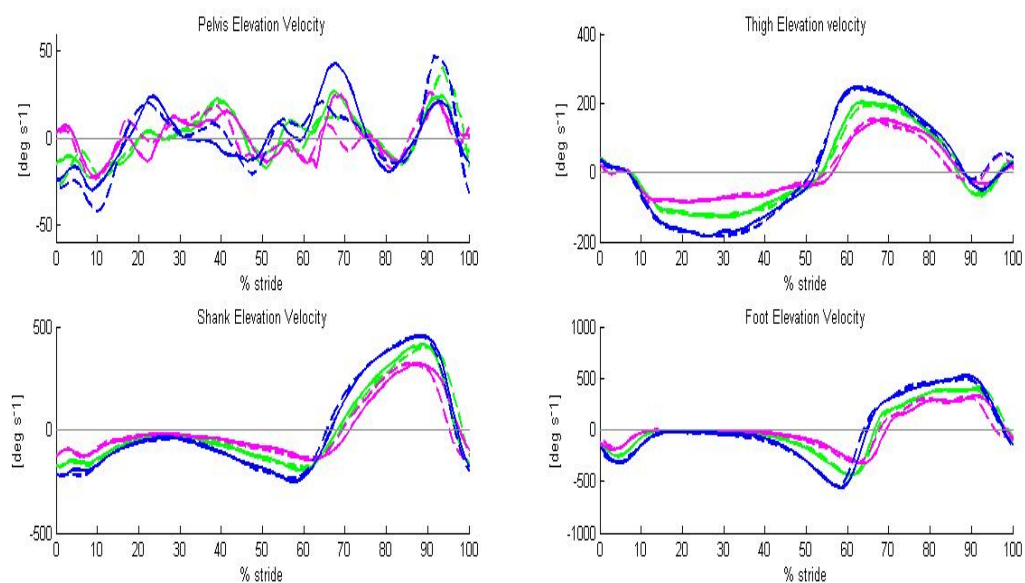 Pelvis Elevation Velocity
[deg s⁻¹]
50
0
-50
0 10 20 30 40 50 60 70 80 90 100
% stride
Thigh Elevation velocity
[deg s⁻¹]
400
200
0
-200
0 10 20 30 40 50 60 70 80 90 100
% stride
Shank Elevation Velocity
[deg s⁻¹]
500
0
-500
0 10 20 30 40 50 60 70 80 90 100
% stride
Foot Elevation Velocity
[deg s⁻¹]
1000
500
0
-500
-1000
0 10 20 30 40 50 60 70 80 90 100
% stride